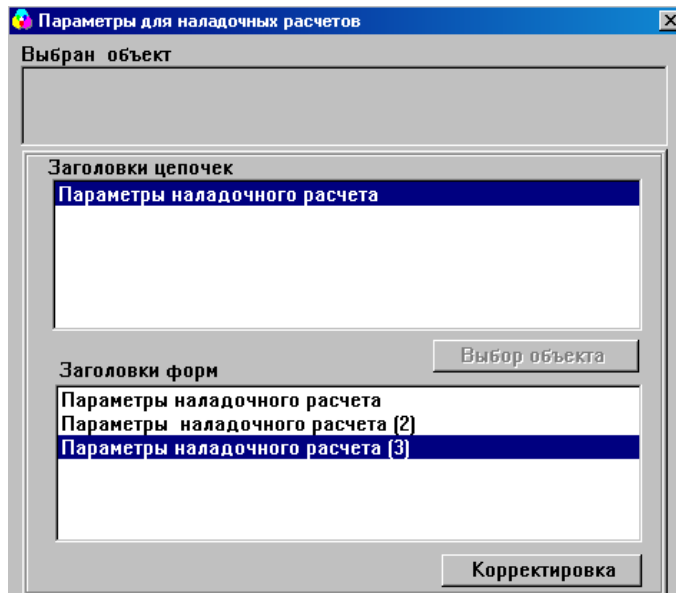 Параметры для наладочных расчетов
Выбран объект
Заголовки цепочек
Параметры наладочного расчета
Выбор объекта
Заголовки форм
Параметры наладочного расчета
Параметры наладочного расчета (2)
Параметры наладочного расчета (3)
Корректировка